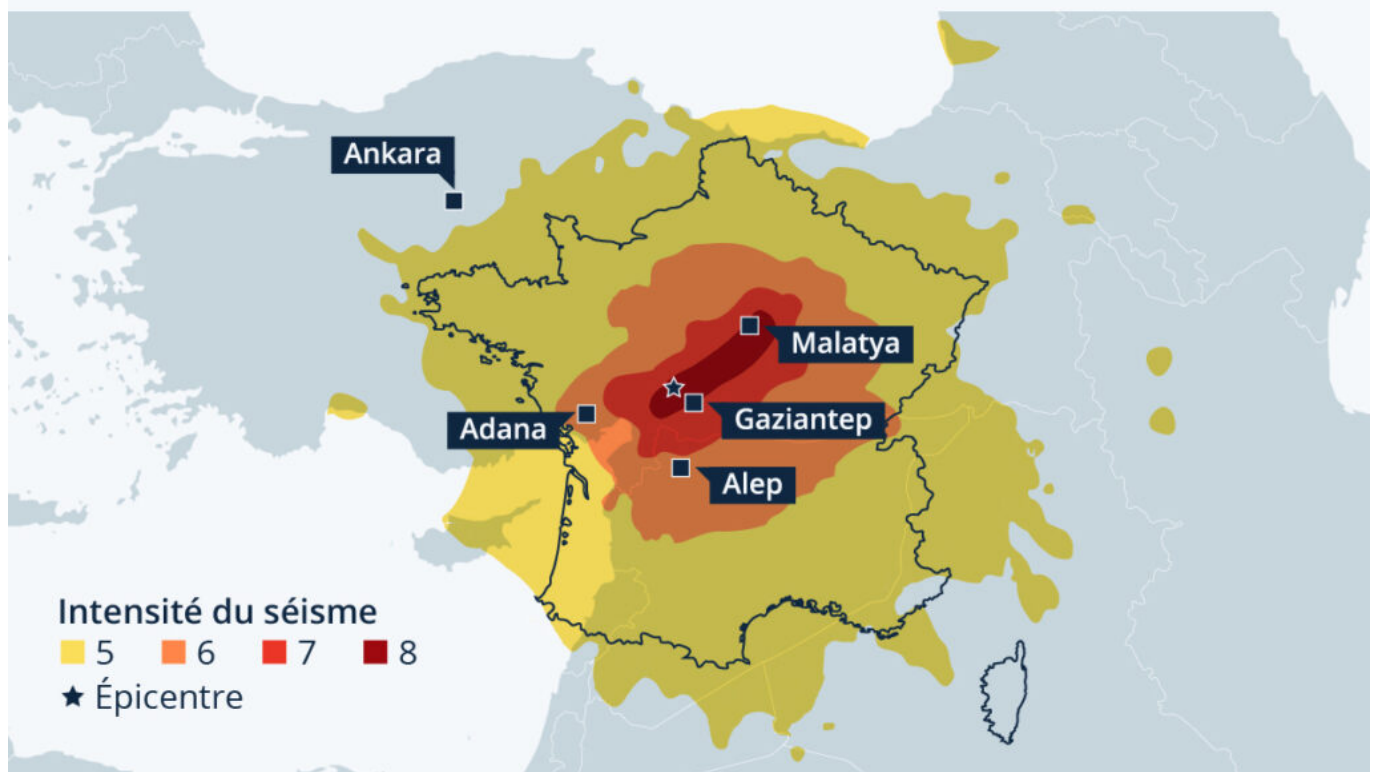 Ankara
Malatya
Adana
Gaziantep
Alep
Intensité du séisme
5 6 7 8
Épicentre